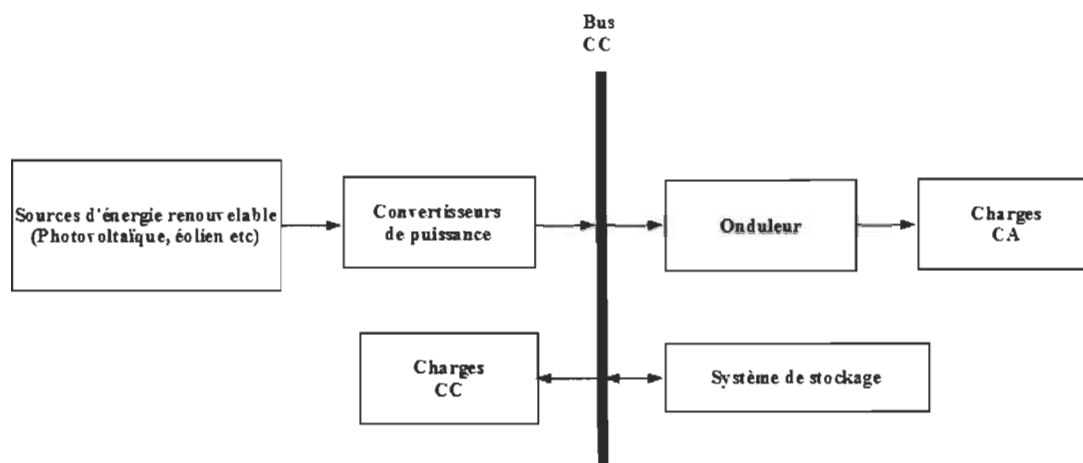 Bus
CC
Sources d'énergie renouvelable
(Photovoltaïque, éolien etc)
Convertisseurs
de puissance
Onduleur
Charges
CA
Charges
CC
Système de stockage